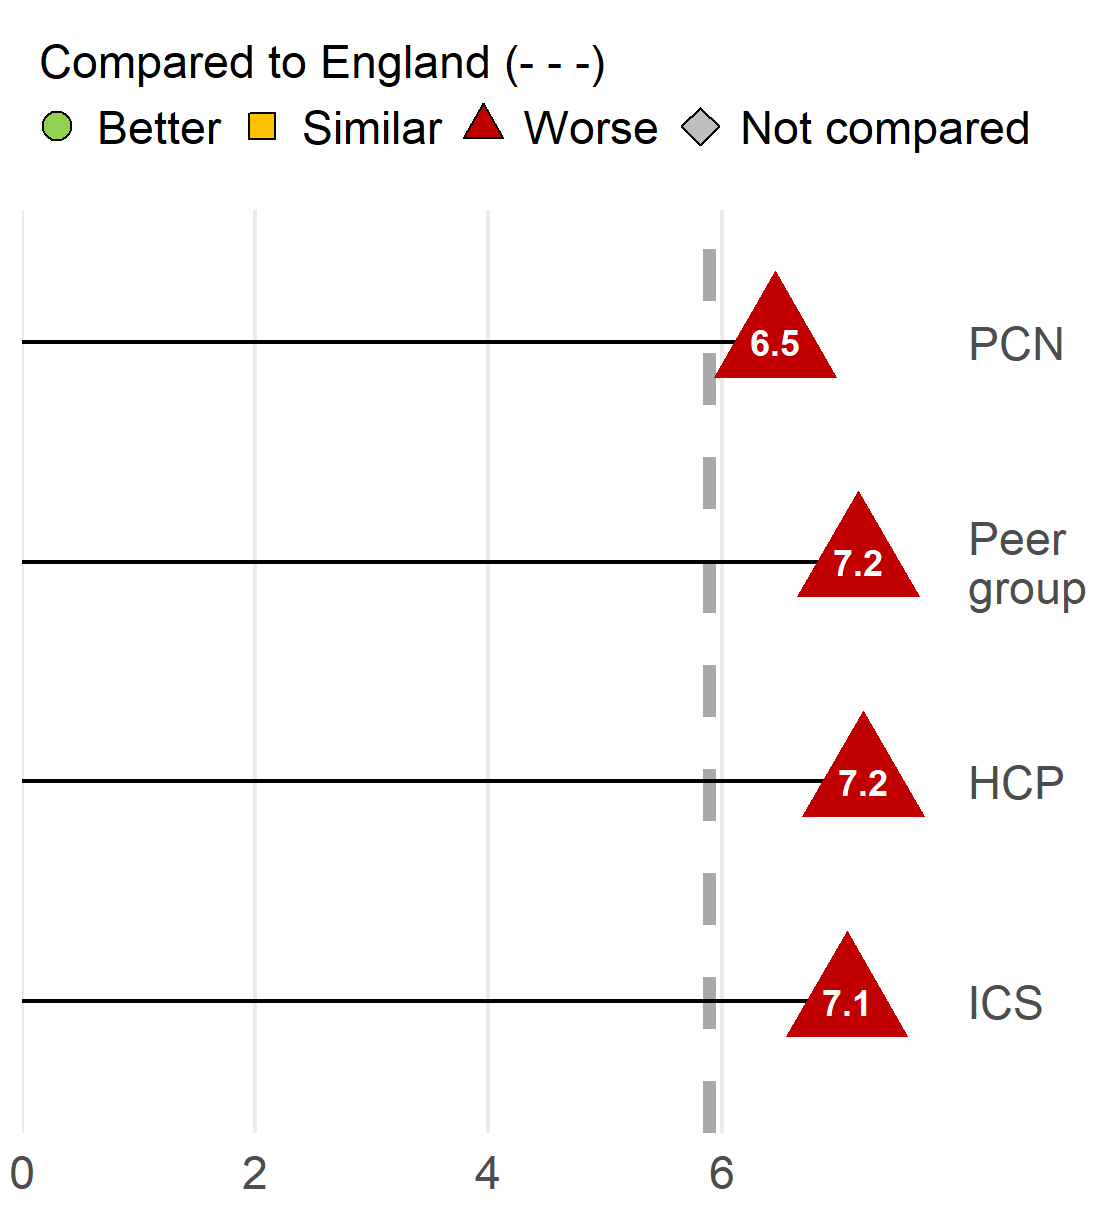 Compared to England (- - -)
Better Similar Worse Not compared
6.5 PCN
7.2 Peer
group
7.2 HCP
7.1 ICS
0 2 4 6